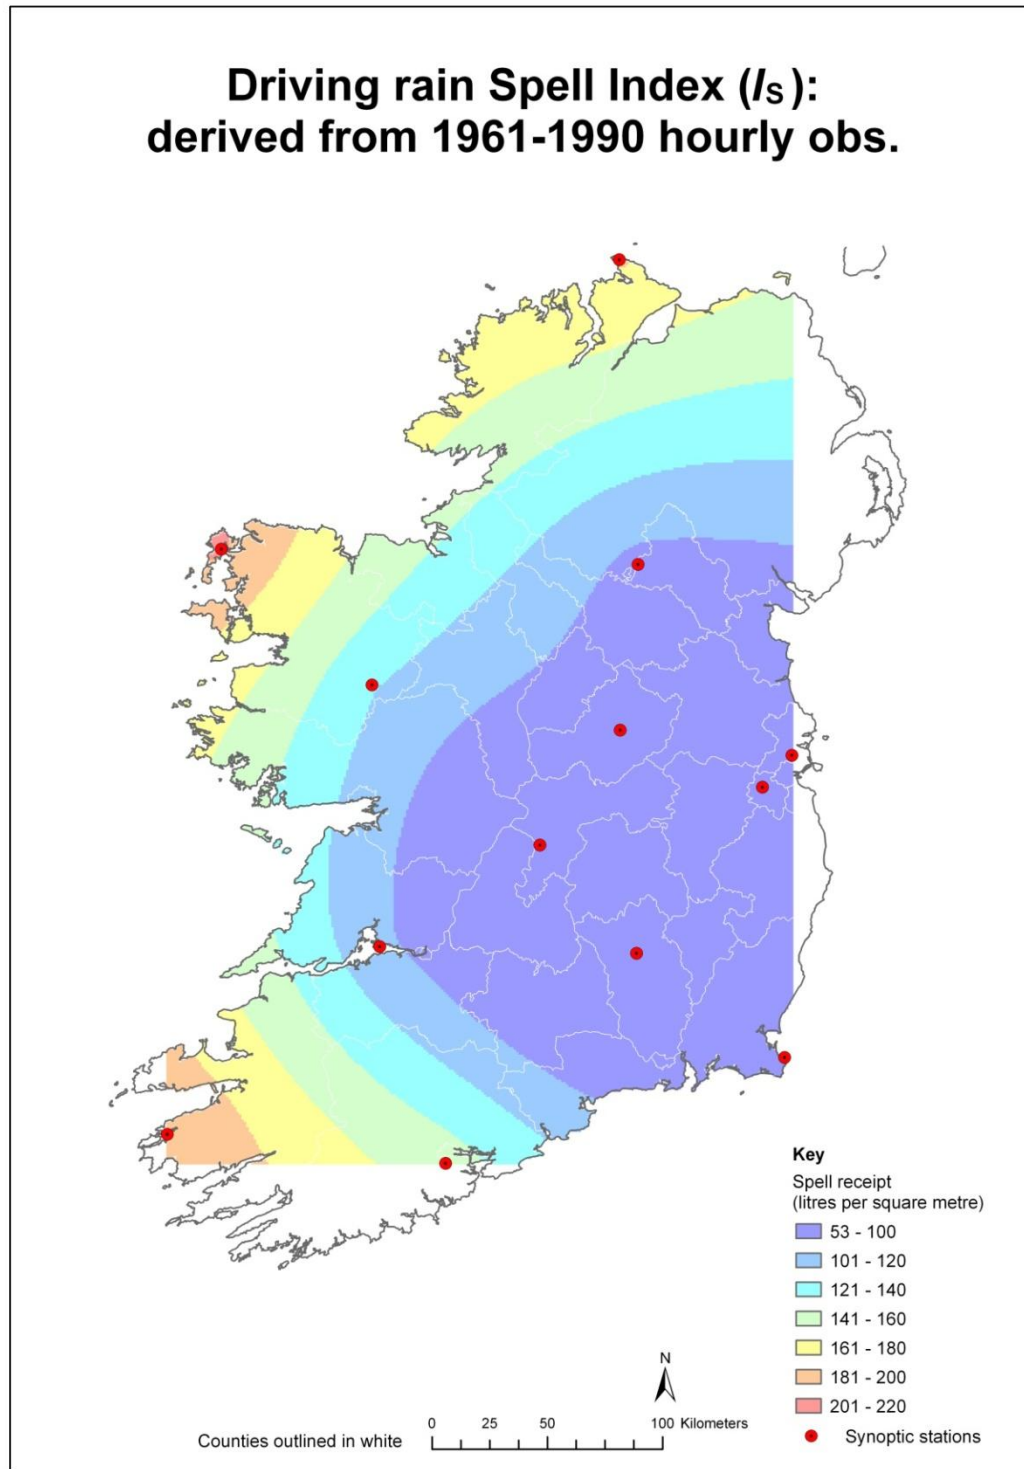 Driving rain Spell Index (Is):
derived from 1961-1990 hourly obs.
Key
Spell receipt
(litres per square metre)
53 - 100
101 - 120
121 - 140
141 - 160
161 - 180
181 - 200
201 - 220
Synoptic stations
N
0 25 50 100 Kilometers
Counties outlined in white